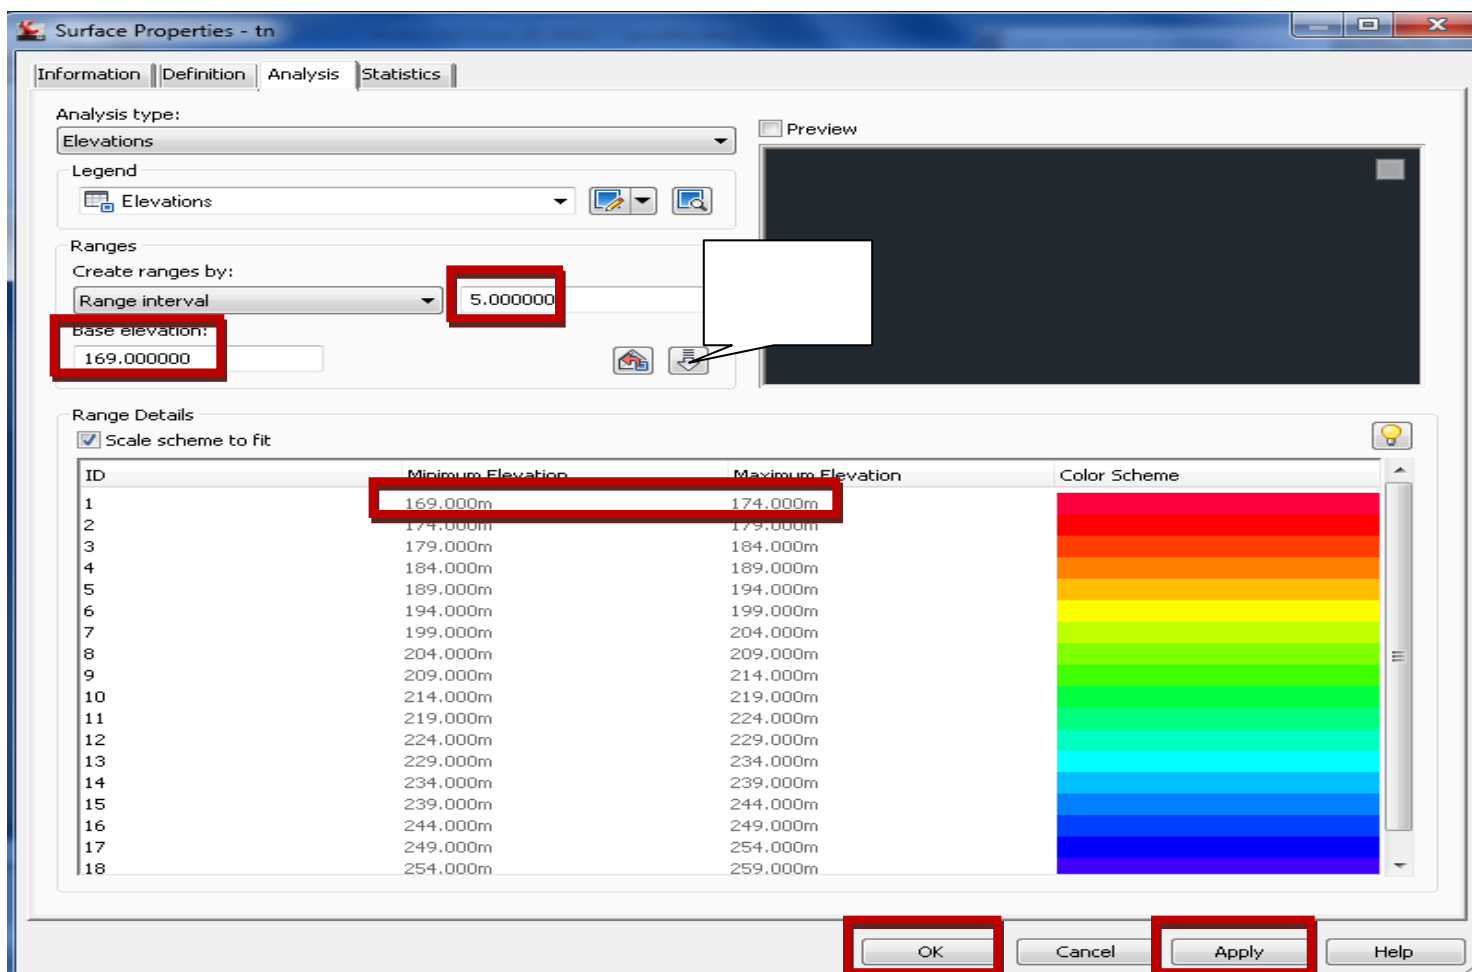 Surface Properties - tn
Information Definition Analysis Statistics
Analysis type:
Elevations
Preview
Legend
Elevations
Ranges
Create ranges by:
Range interval 5.000000
Base elevation:
169.000000
Range Details
Scale scheme to fit
ID Minimum Elevation Maximum Elevation Color Scheme
1 169.000m 174.000m
2 174.000m 179.000m
3 179.000m 184.000m
4 184.000m 189.000m
5 189.000m 194.000m
6 194.000m 199.000m
7 199.000m 204.000m
8 204.000m 209.000m
9 209.000m 214.000m
10 214.000m 219.000m
11 219.000m 224.000m
12 224.000m 229.000m
13 229.000m 234.000m
14 234.000m 239.000m
15 239.000m 244.000m
16 244.000m 249.000m
17 249.000m 254.000m
18 254.000m 259.000m
OK Cancel Apply Help